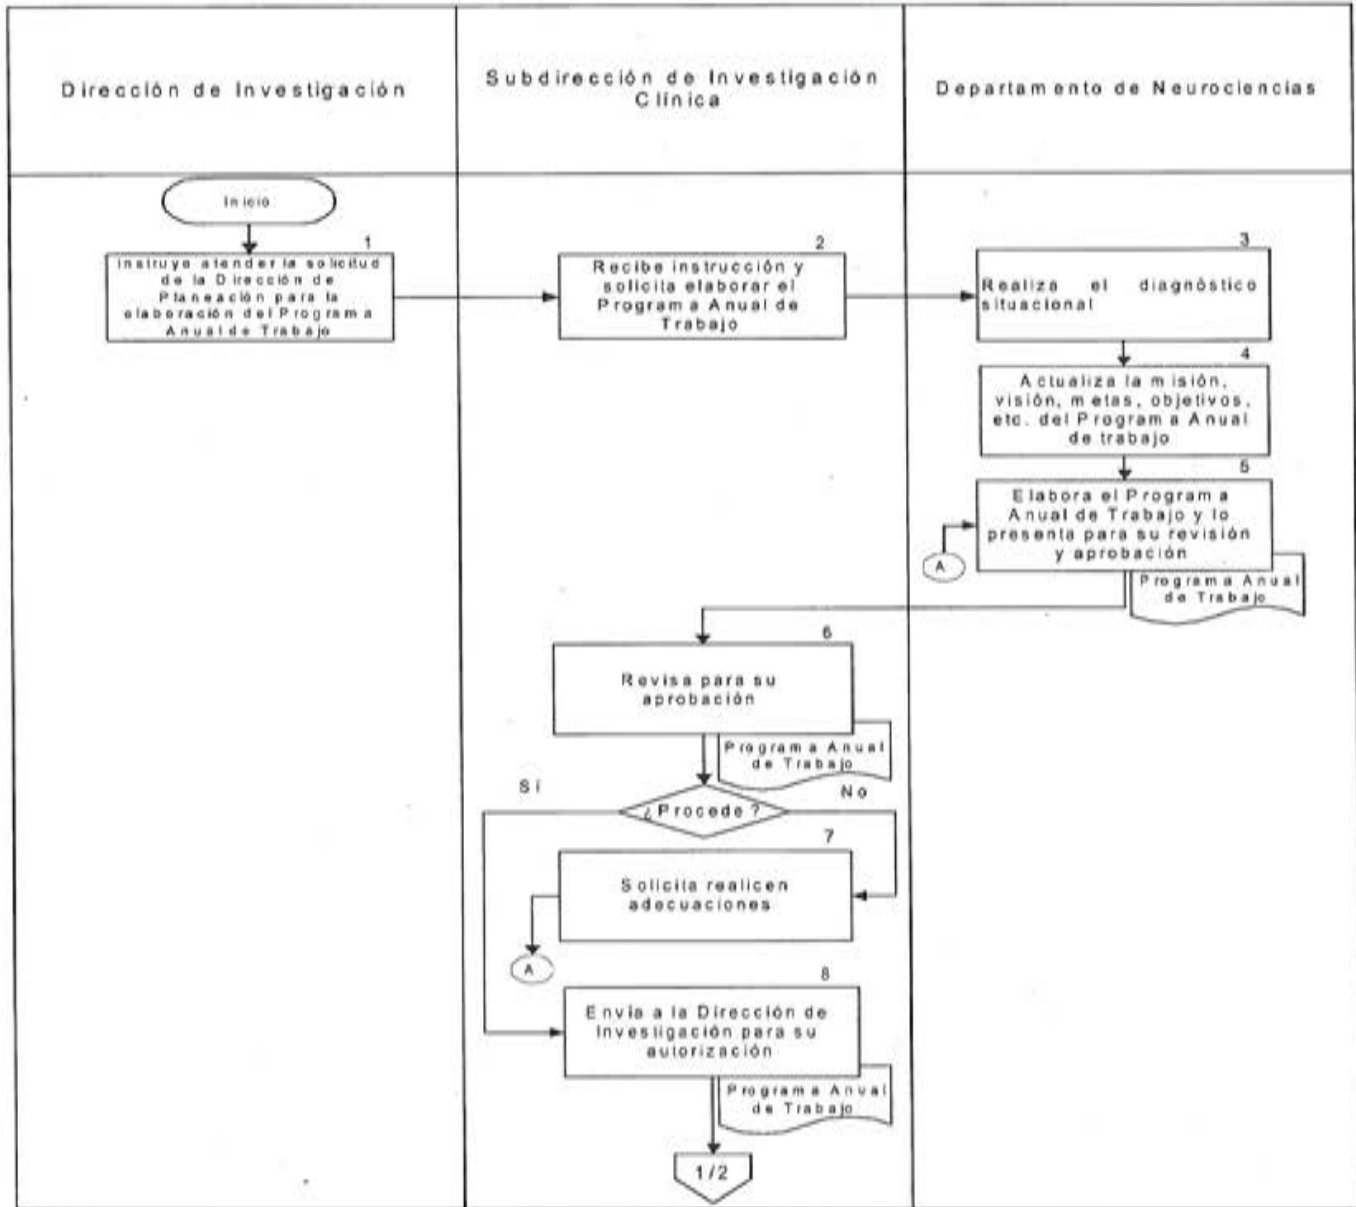 Dirección de Investigación
Subdirección de Investigación
Clínica
Departamento de Neurociencias
Inicio
1
Instruye atender la solicitud
de la Dirección de
Planeación para la
elaboración del Programa
Anual de Trabajo
2
Recibe instrucción y
solicita elaborar el
Programa Anual de
Trabajo
3
Realiza el diagnóstico
situacional
4
Actualiza la misión,
visión, metas, objetivos,
etc. del Programa Anual
de trabajo
5
Elabora el Programa
Anual de Trabajo y lo
presenta para su revisión
y aprobación
A
Programa Anual
de Trabajo
6
Revisa para su
aprobación
Programa Anual
de Trabajo
Sí
No
¿Procede?
7
Solicita realicen
adecuaciones
A
8
Envía a la Dirección de
Investigación para su
autorización
Programa Anual
de Trabajo
1/2